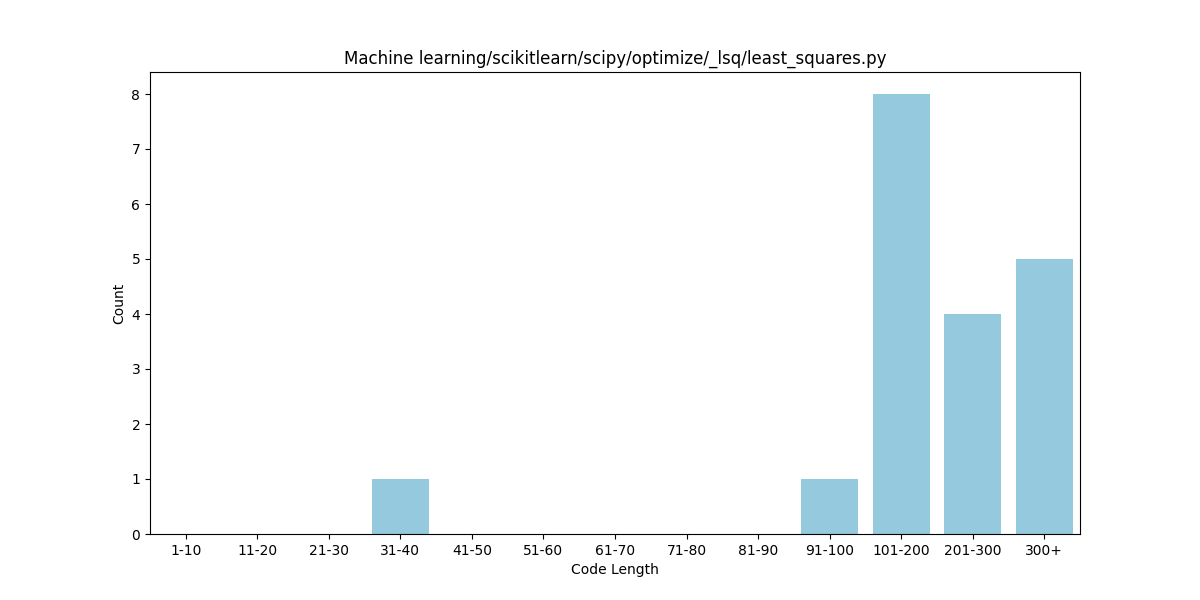 Machine learning/scikitlearn/scipy/optimize/_lsq/least_squares.py
8
7
6
5
4
3
2
1
0
Count
1-10 11-20 21-30 31-40 41-50 51-60 61-70 71-80 81-90 91-100 101-200 201-300 300+
Code Length